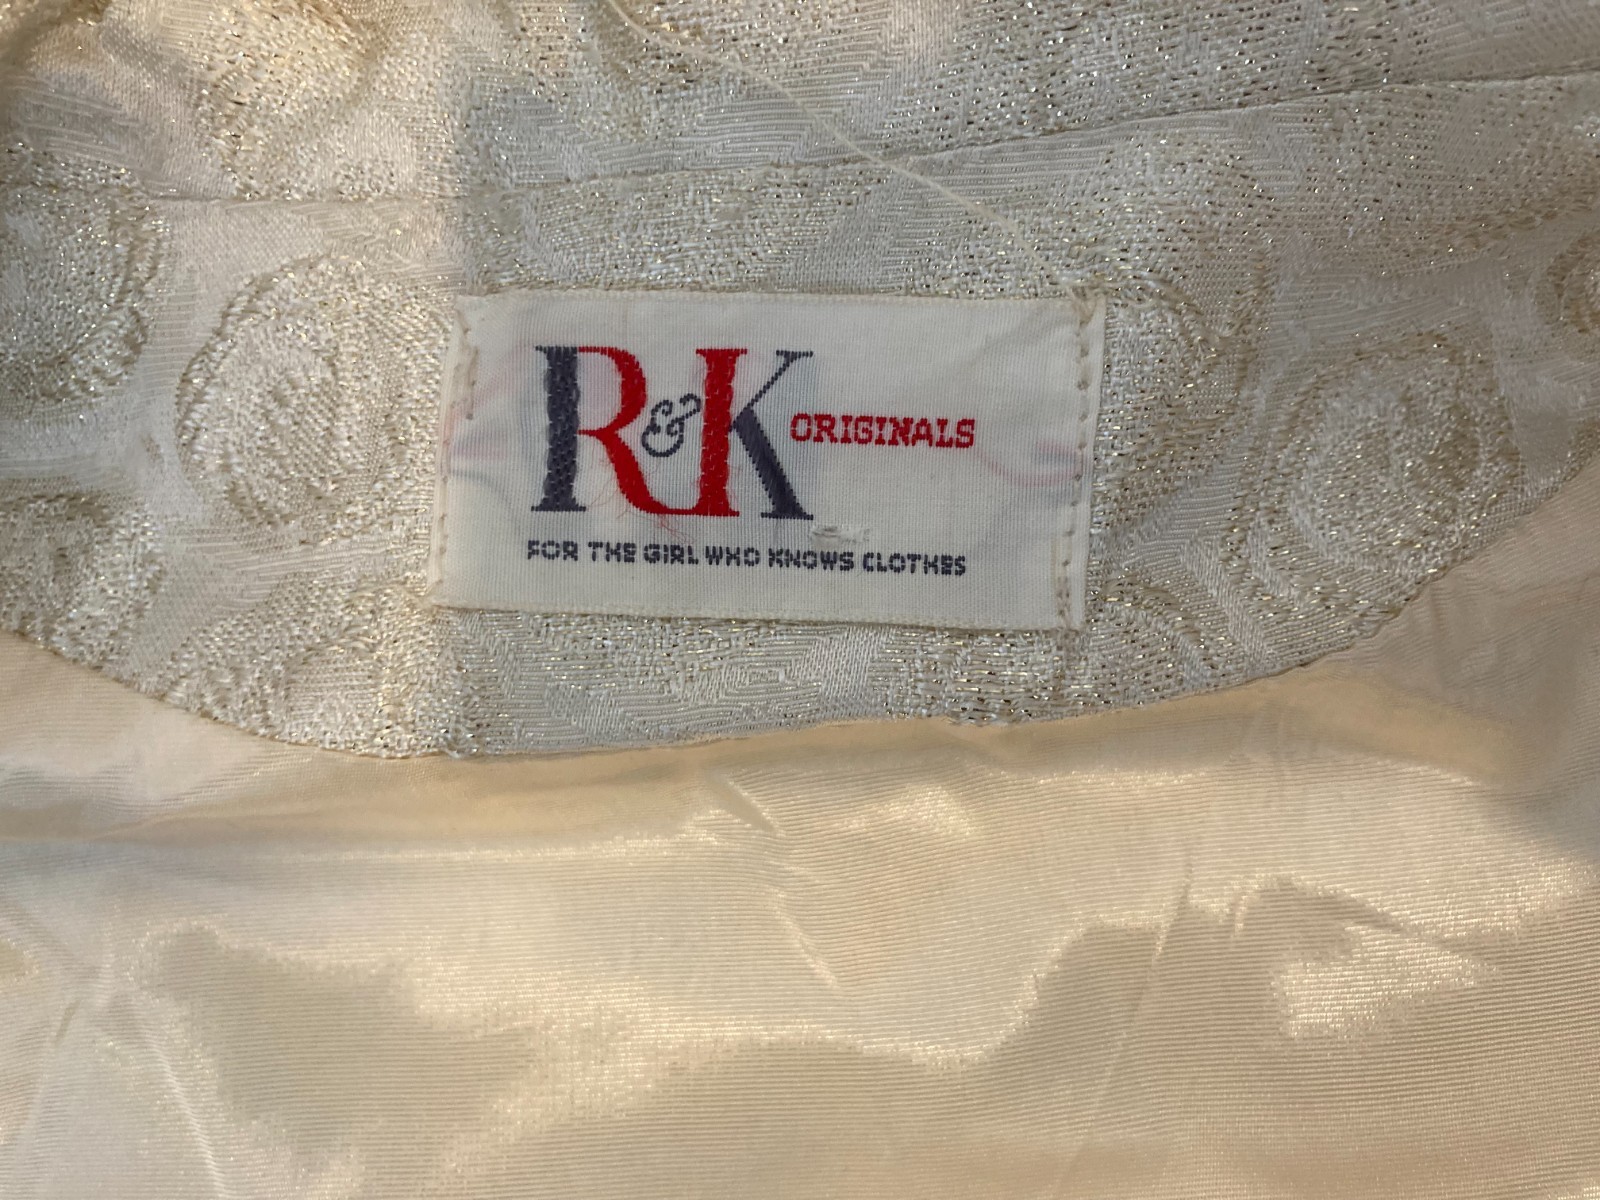 R&K ORIGINALS
FOR THE GIRL WHO KNOWS CLOTHES